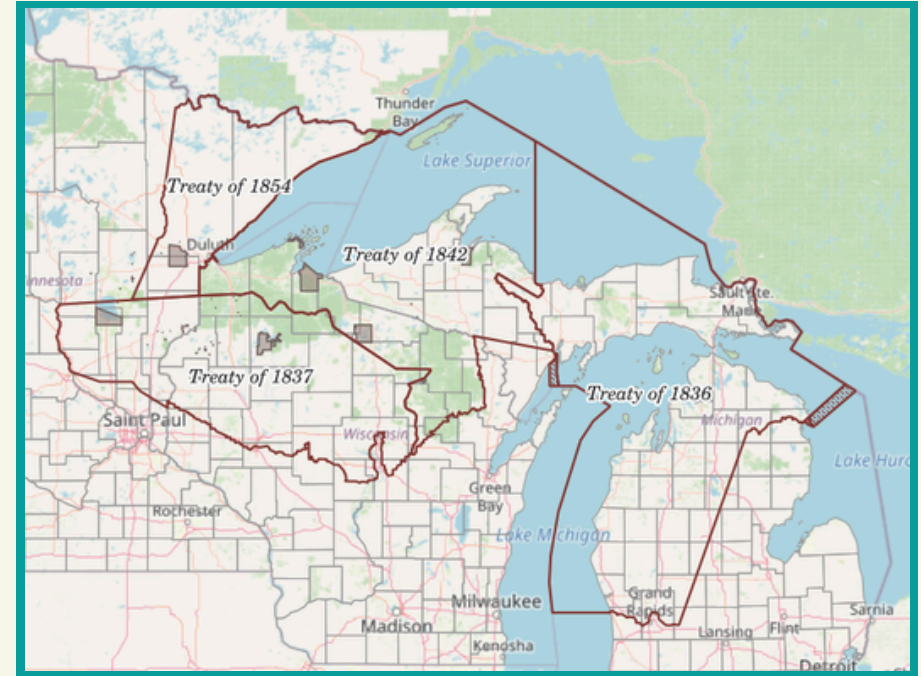 Thunder
Bay
Lake Superior
Treaty of 1854
Duluth
Treaty of 1842
nnesota
Sault Ste.
Marie
Treaty of 1837
Treaty of 1836
Saint Paul
Wisconsin
Michigan
Lake Huro
Green
Bay
Rochester
Lake Michigan
Grand
Rapids
Milwaukee
Madison
Sarnia
Lansing
Flint
Kenosha
Detroit